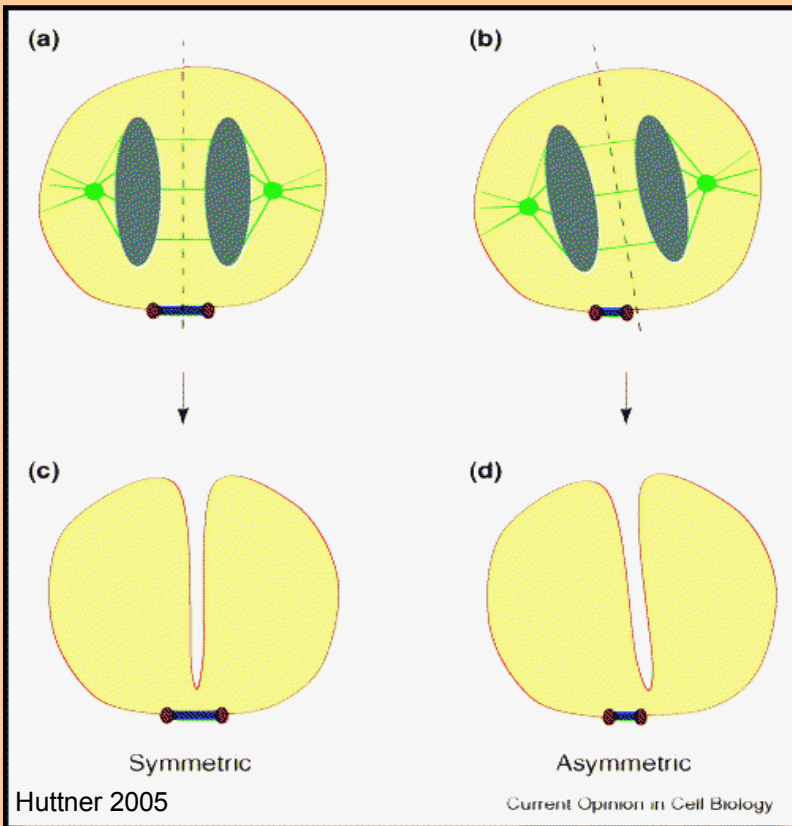 (a)
(b)
(c)
(d)
Symmetric
Asymmetric
Huttner 2005
Current Opinion in Cell Biology